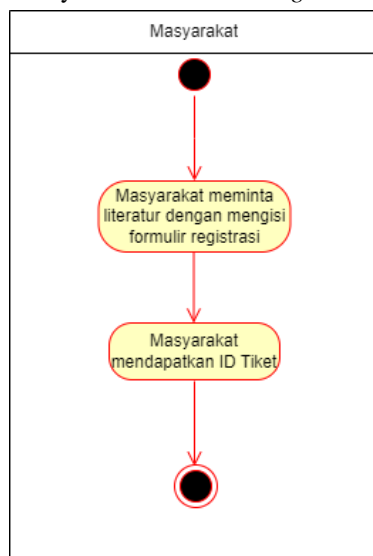 Masyarakat
Masyarakat meminta
literatur dengan mengisi
formulir registrasi
Masyarakat
mendapatkan ID Tiket